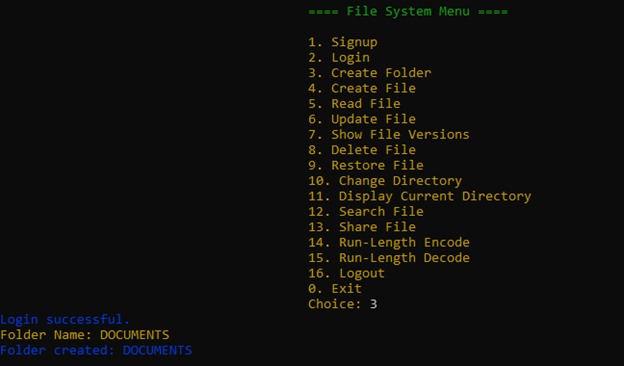 ==== File System Menu ====
1. Signup
2. Login
3. Create Folder
4. Create File
5. Read File
6. Update File
7. Show File Versions
8. Delete File
9. Restore File
10. Change Directory
11. Display Current Directory
12. Search File
13. Share File
14. Run-Length Encode
15. Run-Length Decode
16. Logout
0. Exit
Choice: 3
Login successful.
Folder Name: DOCUMENTS
Folder created: DOCUMENTS